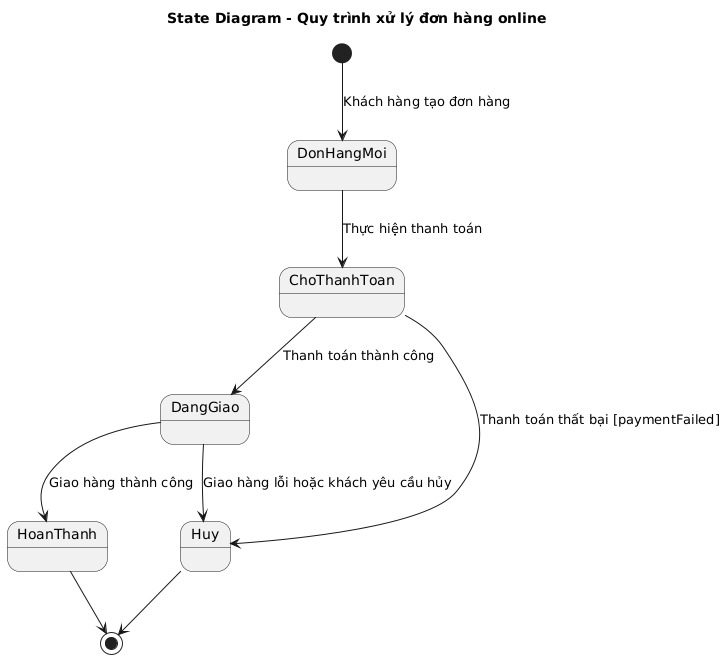 State Diagram - Quy trình xử lý đơn hàng online
Khách hàng tạo đơn hàng
DonHangMoi
Thực hiện thanh toán
ChoThanhToan
Thanh toán thành công
DangGiao
Thanh toán thất bại [paymentFailed]
Giao hàng thành công
Giao hàng lỗi hoặc khách yêu cầu hủy
HoanThanh
Huy